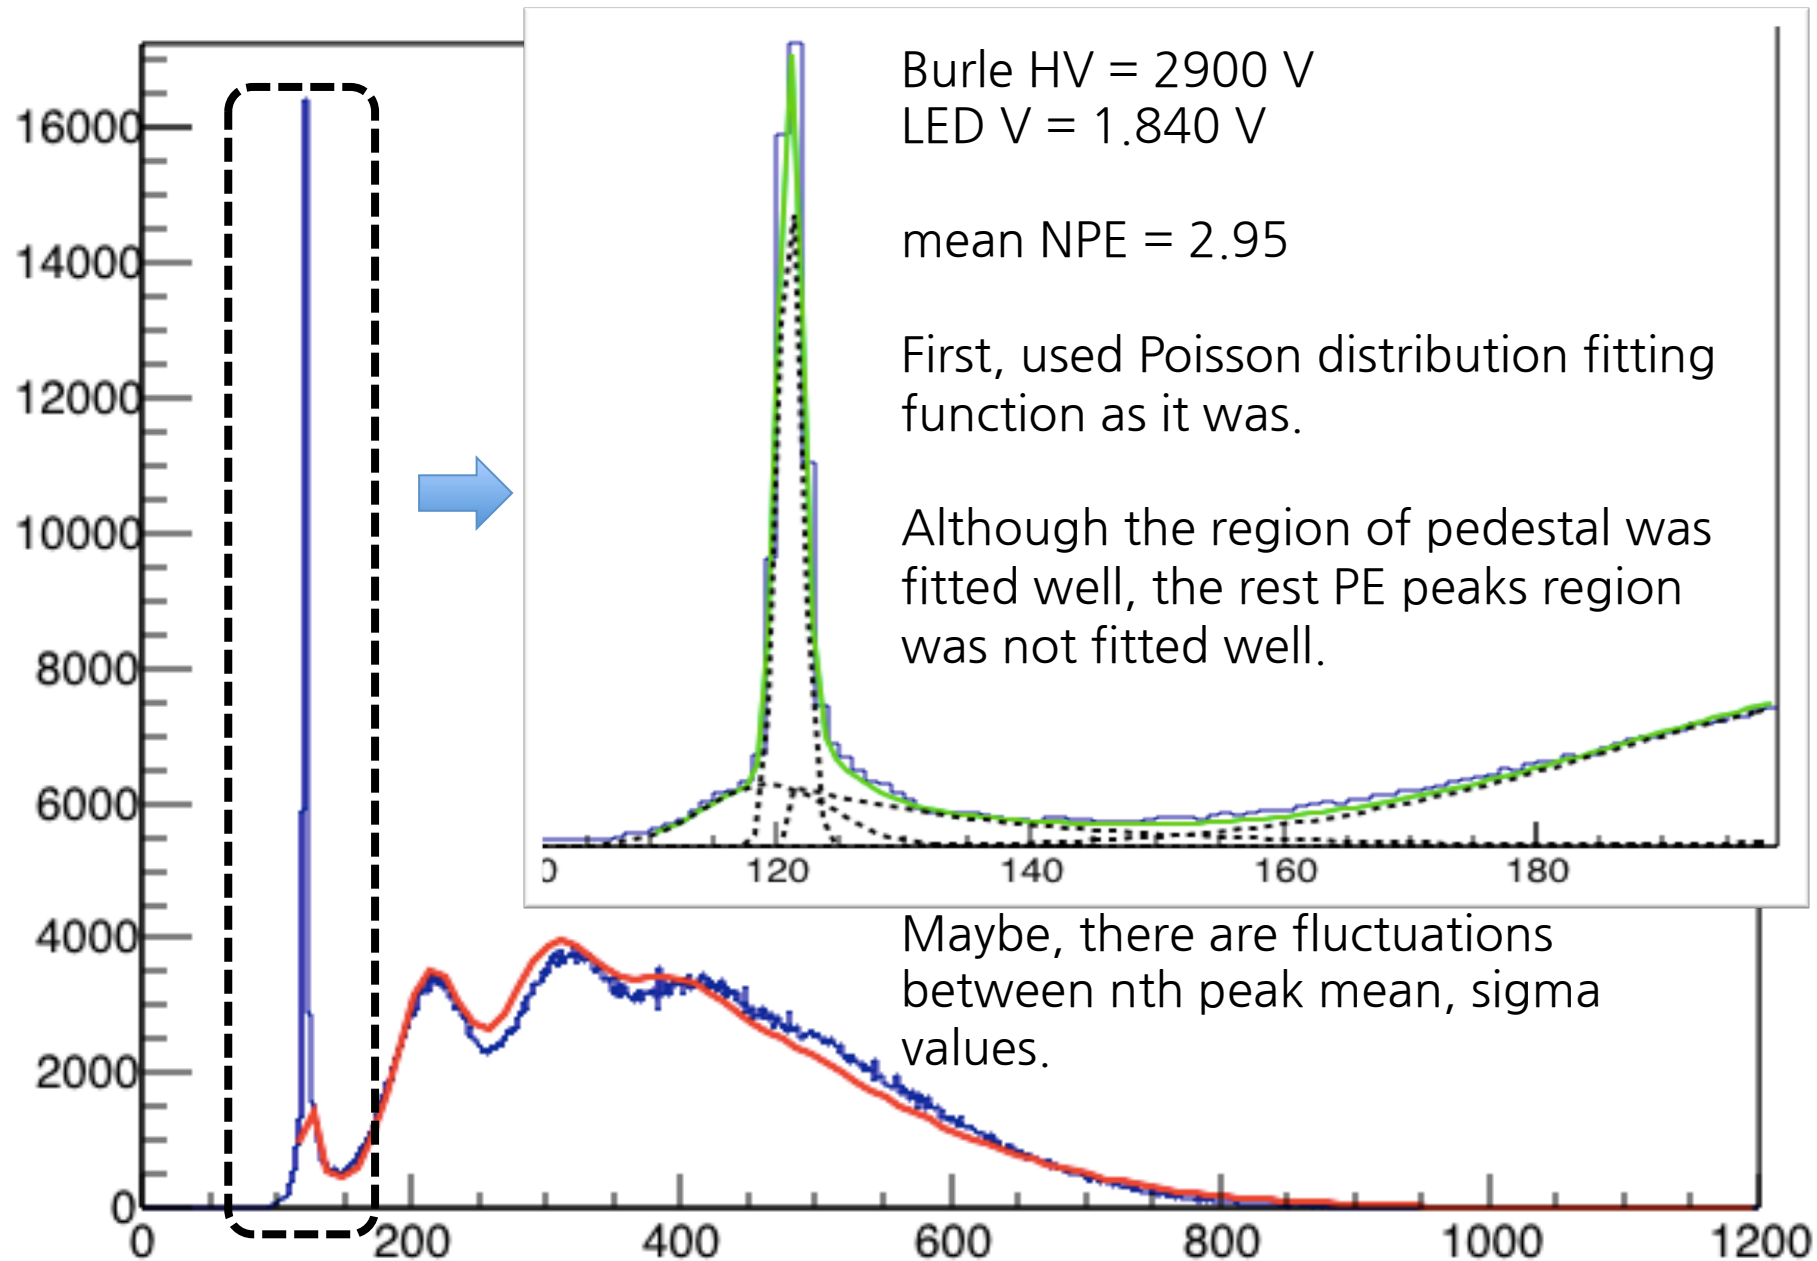 Burle HV = 2900 V
LED V = 1.840 V
mean NPE = 2.95
First, used Poisson distribution fitting
function as it was.
Although the region of pedestal was
fitted well, the rest PE peaks region
was not fitted well.
0 120 140 160 180
Maybe, there are fluctuations
between nth peak mean, sigma
values.
16000
14000
12000
10000
8000
6000
4000
2000
0
0 200 400 600 800 1000 1200